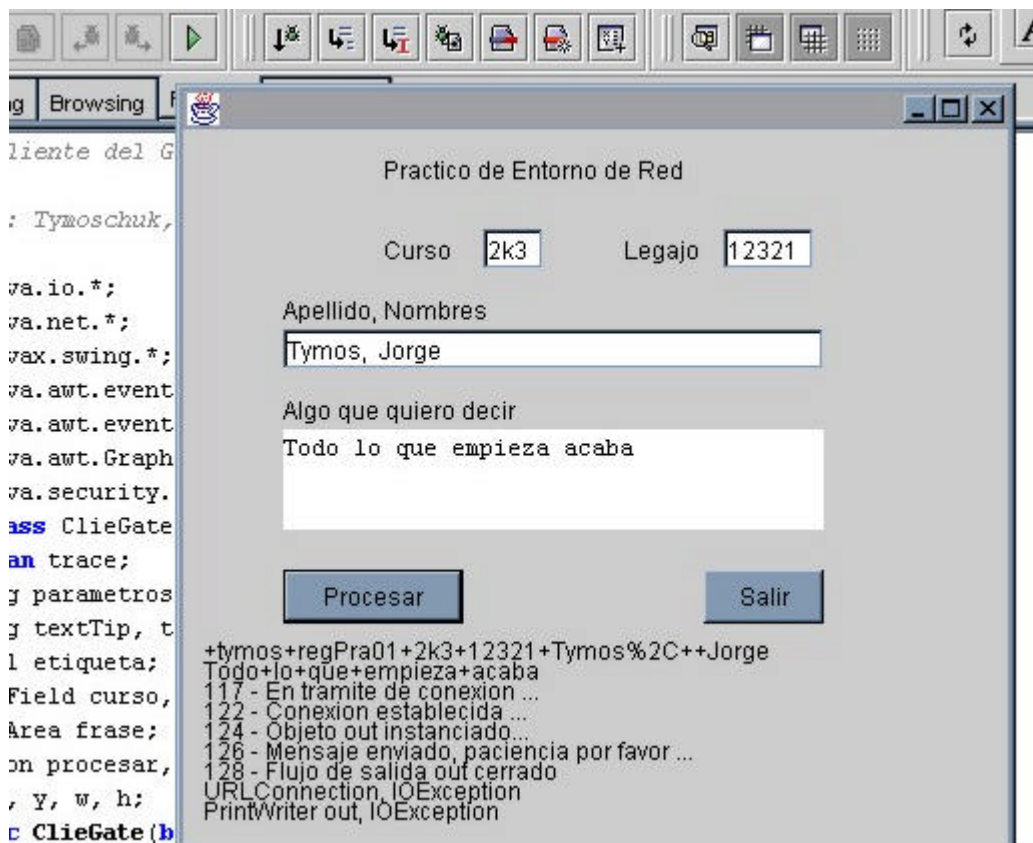 g Browsing
liente del G
: Tymoschuk,
va.io.*;
va.net.*;
vax.swing.*;
va.awt.event
va.awt.event
va.awt.Graph
va.security.
ass ClieGate
an trace;
g parametros
g textTip, t
l etiqueta;
Field curso,
Area frase;
on procesar,
, y, w, h;
c ClieGate(b
Practico de Entorno de Red
Curso 2k3 Legajo 12321
Apellido, Nombres
Tymos, Jorge
Algo que quiero decir
Todo lo que empieza acaba
Procesar Salir
+tymos+regPra01+2k3+12321+Tymos%2C++Jorge
Todo+lo+que+empieza+acaba
117 - En tramite de conexion ...
122 - Conexion establecida ...
124 - Objeto out instanciado...
126 - Mensaje enviado, paciencia por favor ...
128 - Flujo de salida out cerrado
URLConnection, IOException
PrintWriter out, IOException